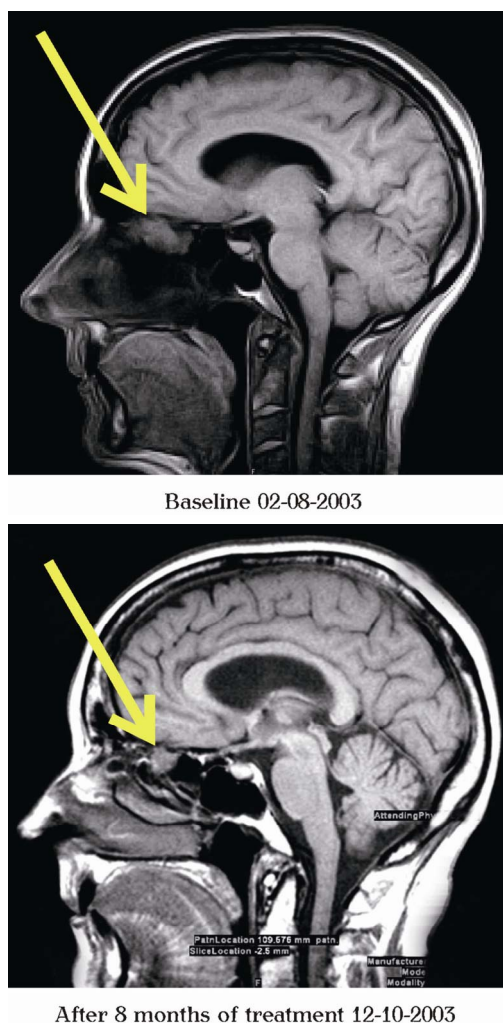 F
Baseline 02-08-2003
AttendingPhy
PatnLocation 109.576 mm patn.
SliceLocation -2.5 mm
Manufacture
Mode
Modality
F
After 8 months of treatment 12-10-2003